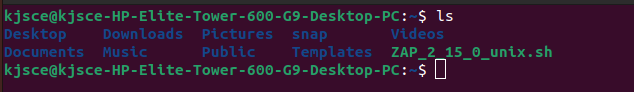 kjsce@kjsce-HP-Elite-Tower-600-G9-Desktop-PC:~$ ls
Desktop Downloads Pictures snap Videos
Documents Music Public Templates ZAP_2_15_0_unix.sh
kjsce@kjsce-HP-Elite-Tower-600-G9-Desktop-PC:~$